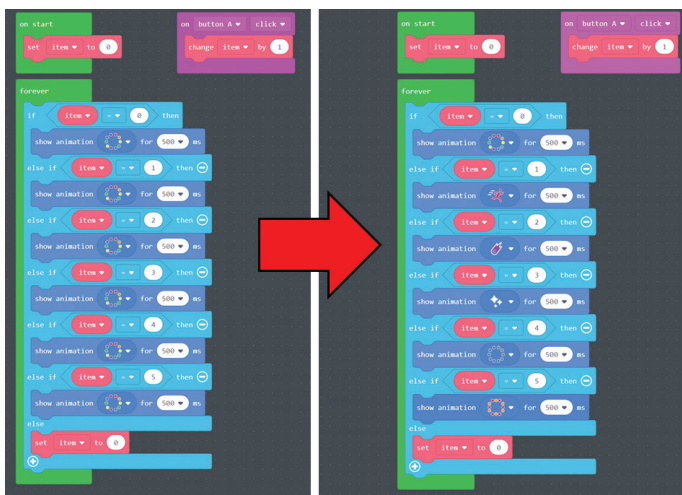 on start
set item to 0
on button A click
change item by 1
forever
if item = 0 then
show animation for 500 ms
else if item = 1 then
show animation for 500 ms
else if item = 2 then
show animation for 500 ms
else if item = 3 then
show animation for 500 ms
else if item = 4 then
show animation for 500 ms
else if item = 5 then
show animation for 500 ms
else
set item to 0
on start
set item to 0
on button A click
change item by 1
forever
if item = 0 then
show animation for 500 ms
else if item = 1 then
show animation for 500 ms
else if item = 2 then
show animation for 500 ms
else if item = 3 then
show animation for 500 ms
else if item = 4 then
show animation for 500 ms
else if item = 5 then
show animation for 500 ms
else
set item to 0